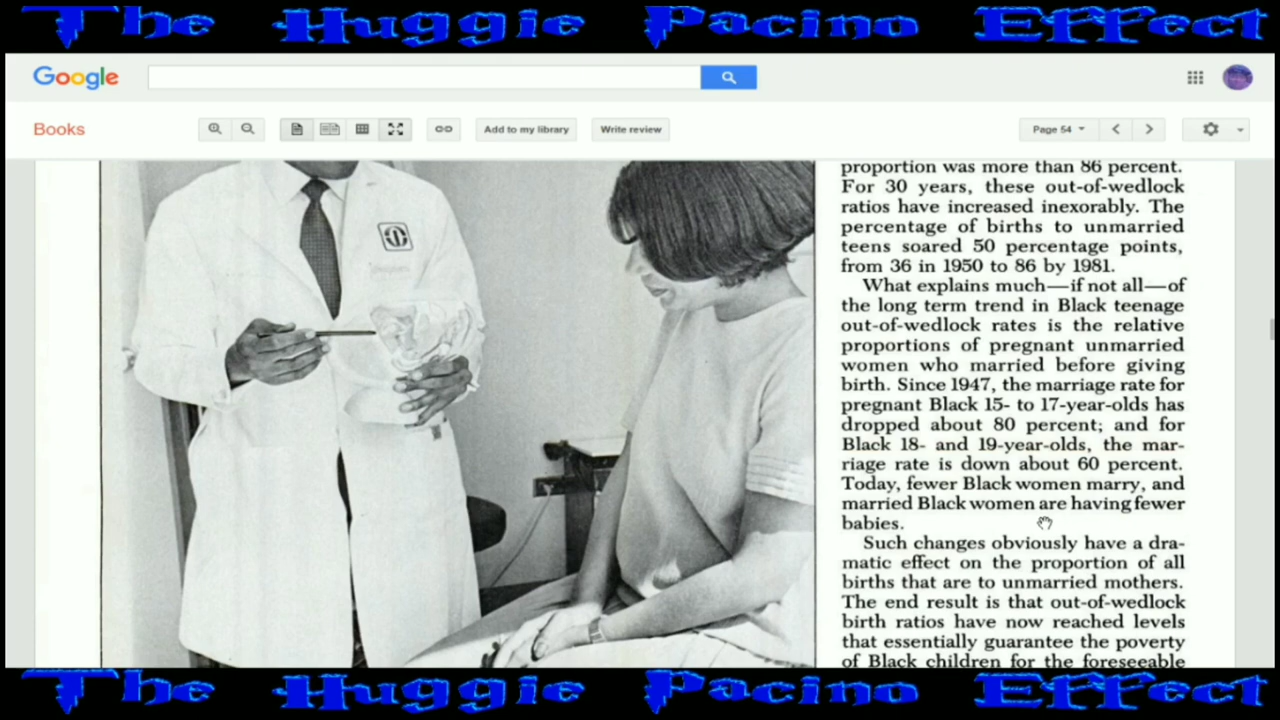 The Huggie Pacino Effect
Google
Books
Add to my library
Write review
Page 54
proportion was more than 86 percent.
For 30 years, these out-of-wedlock
ratios have increased inexorably. The
percentage of births to unmarried
teens soared 50 percentage points,
from 36 in 1950 to 86 by 1981.
What explains much—if not all—of
the long term trend in Black teenage
out-of-wedlock rates is the relative
proportions of pregnant unmarried
women who married before giving
birth. Since 1947, the marriage rate for
pregnant Black 15- to 17-year-olds has
dropped about 80 percent; and for
Black 18- and 19-year-olds, the mar-
riage rate is down about 60 percent.
Today, fewer Black women marry, and
married Black women are having fewer
babies.
Such changes obviously have a dra-
matic effect on the proportion of all
births that are to unmarried mothers.
The end result is that out-of-wedlock
birth ratios have now reached levels
that essentially guarantee the poverty
of Black children for the foreseeable
The Huggie Pacino Effect